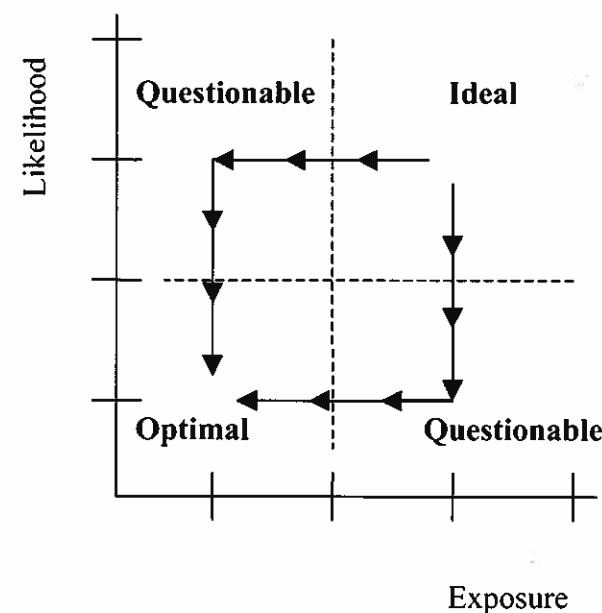 Likelihood
Questionable
Ideal
Optimal
Questionable
Exposure